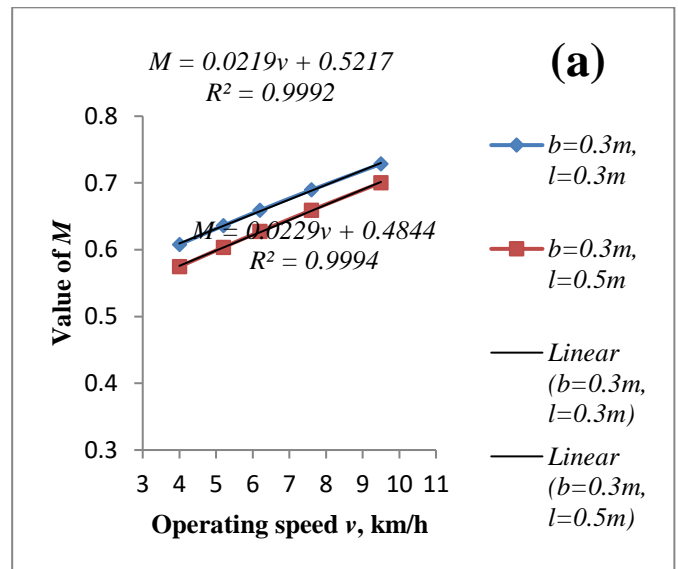 (a)
M = 0.0219v + 0.5217
R² = 0.9992
0.8
0.7
0.6
0.5
0.4
0.3
Value of M
M = 0.0229v + 0.4844
R² = 0.9994
3 4 5 6 7 8 9 10 11
Operating speed v, km/h
b=0.3m,
l=0.3m
b=0.3m,
l=0.5m
Linear
(b=0.3m,
l=0.3m)
Linear
(b=0.3m,
l=0.5m)